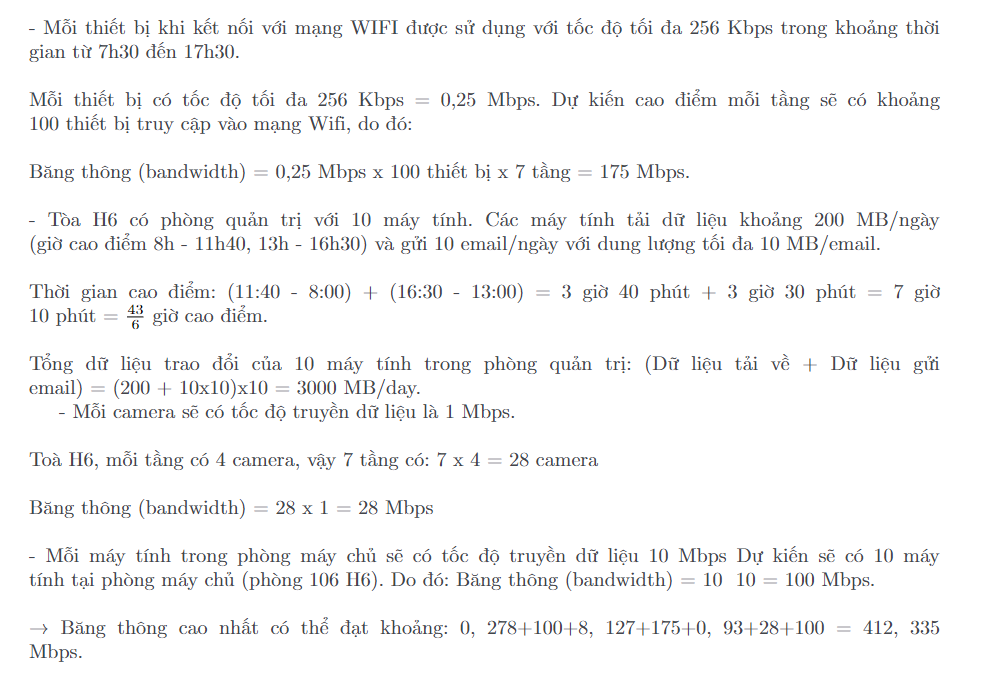 - Mỗi thiết bị khi kết nối với mạng WIFI được sử dụng với tốc độ tối đa 256 Kbps trong khoảng thời
gian từ 7h30 đến 17h30.
Mỗi thiết bị có tốc độ tối đa 256 Kbps = 0,25 Mbps. Dự kiến cao điểm mỗi tầng sẽ có khoảng
100 thiết bị truy cập vào mạng Wifi, do đó:
Băng thông (bandwidth) = 0,25 Mbps x 100 thiết bị x 7 tầng = 175 Mbps.
- Tòa H6 có phòng quản trị với 10 máy tính. Các máy tính tải dữ liệu khoảng 200 MB/ngày
(giờ cao điểm 8h - 11h40, 13h - 16h30) và gửi 10 email/ngày với dung lượng tối đa 10 MB/email.
Thời gian cao điểm: (11:40 - 8:00) + (16:30 - 13:00) = 3 giờ 40 phút + 3 giờ 30 phút = 7 giờ
10 phút = 43/6 giờ cao điểm.
Tổng dữ liệu trao đổi của 10 máy tính trong phòng quản trị: (Dữ liệu tải về + Dữ liệu gửi
email) = (200 + 10x10)x10 = 3000 MB/day.
- Mỗi camera sẽ có tốc độ truyền dữ liệu là 1 Mbps.
Toà H6, mỗi tầng có 4 camera, vậy 7 tầng có: 7 x 4 = 28 camera
Băng thông (bandwidth) = 28 x 1 = 28 Mbps
- Mỗi máy tính trong phòng máy chủ sẽ có tốc độ truyền dữ liệu 10 Mbps Dự kiến sẽ có 10 máy
tính tại phòng máy chủ (phòng 106 H6). Do đó: Băng thông (bandwidth) = 10 10 = 100 Mbps.
→ Băng thông cao nhất có thể đạt khoảng: 0, 278+100+8, 127+175+0, 93+28+100 = 412, 335
Mbps.